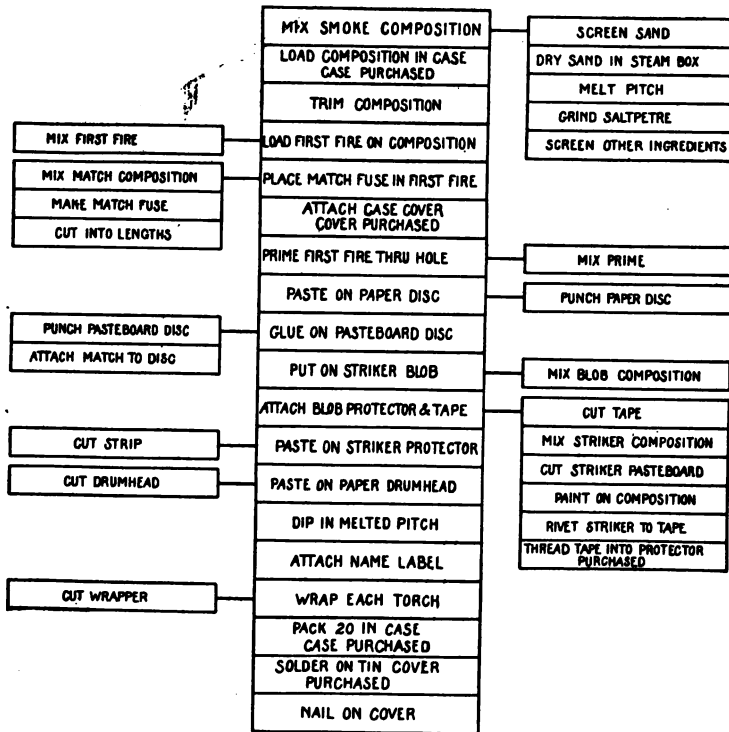 MIX SMOKE COMPOSITION
SCREEN SAND
LOAD COMPOSITION IN CASE
CASE PURCHASED
DRY SAND IN STEAM BOX
MELT PITCH
TRIM COMPOSITION
GRIND SALTPETRE
MIX FIRST FIRE
LOAD FIRST FIRE ON COMPOSITION
SCREEN OTHER INGREDIENTS
MIX MATCH COMPOSITION
PLACE MATCH FUSE IN FIRST FIRE
MAKE MATCH FUSE
ATTACH CASE COVER
COVER PURCHASED
CUT INTO LENGTHS
PRIME FIRST FIRE THRU HOLE
MIX PRIME
PASTE ON PAPER DISC
PUNCH PAPER DISC
PUNCH PASTEBOARD DISC
GLUE ON PASTEBOARD DISC
ATTACH MATCH TO DISC
PUT ON STRIKER BLOB
MIX BLOB COMPOSITION
ATTACH BLOB PROTECTOR & TAPE
CUT TAPE
CUT STRIP
PASTE ON STRIKER PROTECTOR
MIX STRIKER COMPOSITION
CUT STRIKER PASTEBOARD
CUT DRUMHEAD
PASTE ON PAPER DRUMHEAD
PAINT ON COMPOSITION
DIP IN MELTED PITCH
RIVET STRIKER TO TAPE
ATTACH NAME LABEL
THREAD TAPE INTO PROTECTOR
PURCHASED
CUT WRAPPER
WRAP EACH TORCH
PACK 20 IN CASE
CASE PURCHASED
SOLDER ON TIN COVER
PURCHASED
NAIL ON COVER